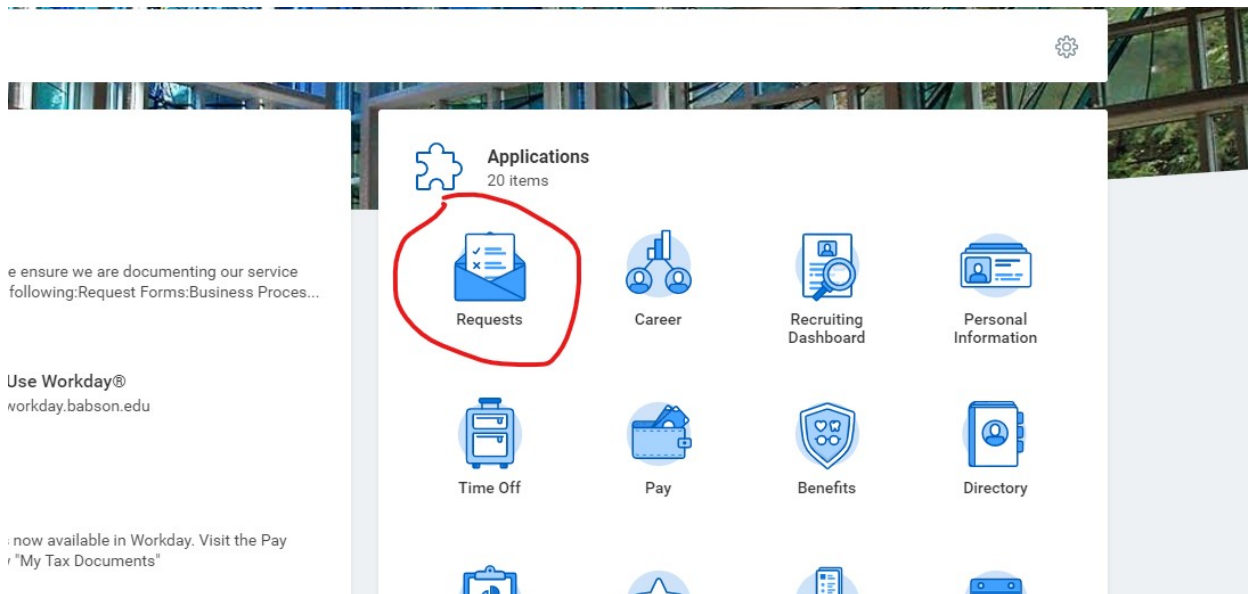 Applications
20 items
e ensure we are documenting our service
following:Request Forms:Business Proces...
Use Workday®
workday.babson.edu
now available in Workday. Visit the Pay
"My Tax Documents"
Requests
Career
Recruiting
Dashboard
Personal
Information
Time Off
Pay
Benefits
Directory